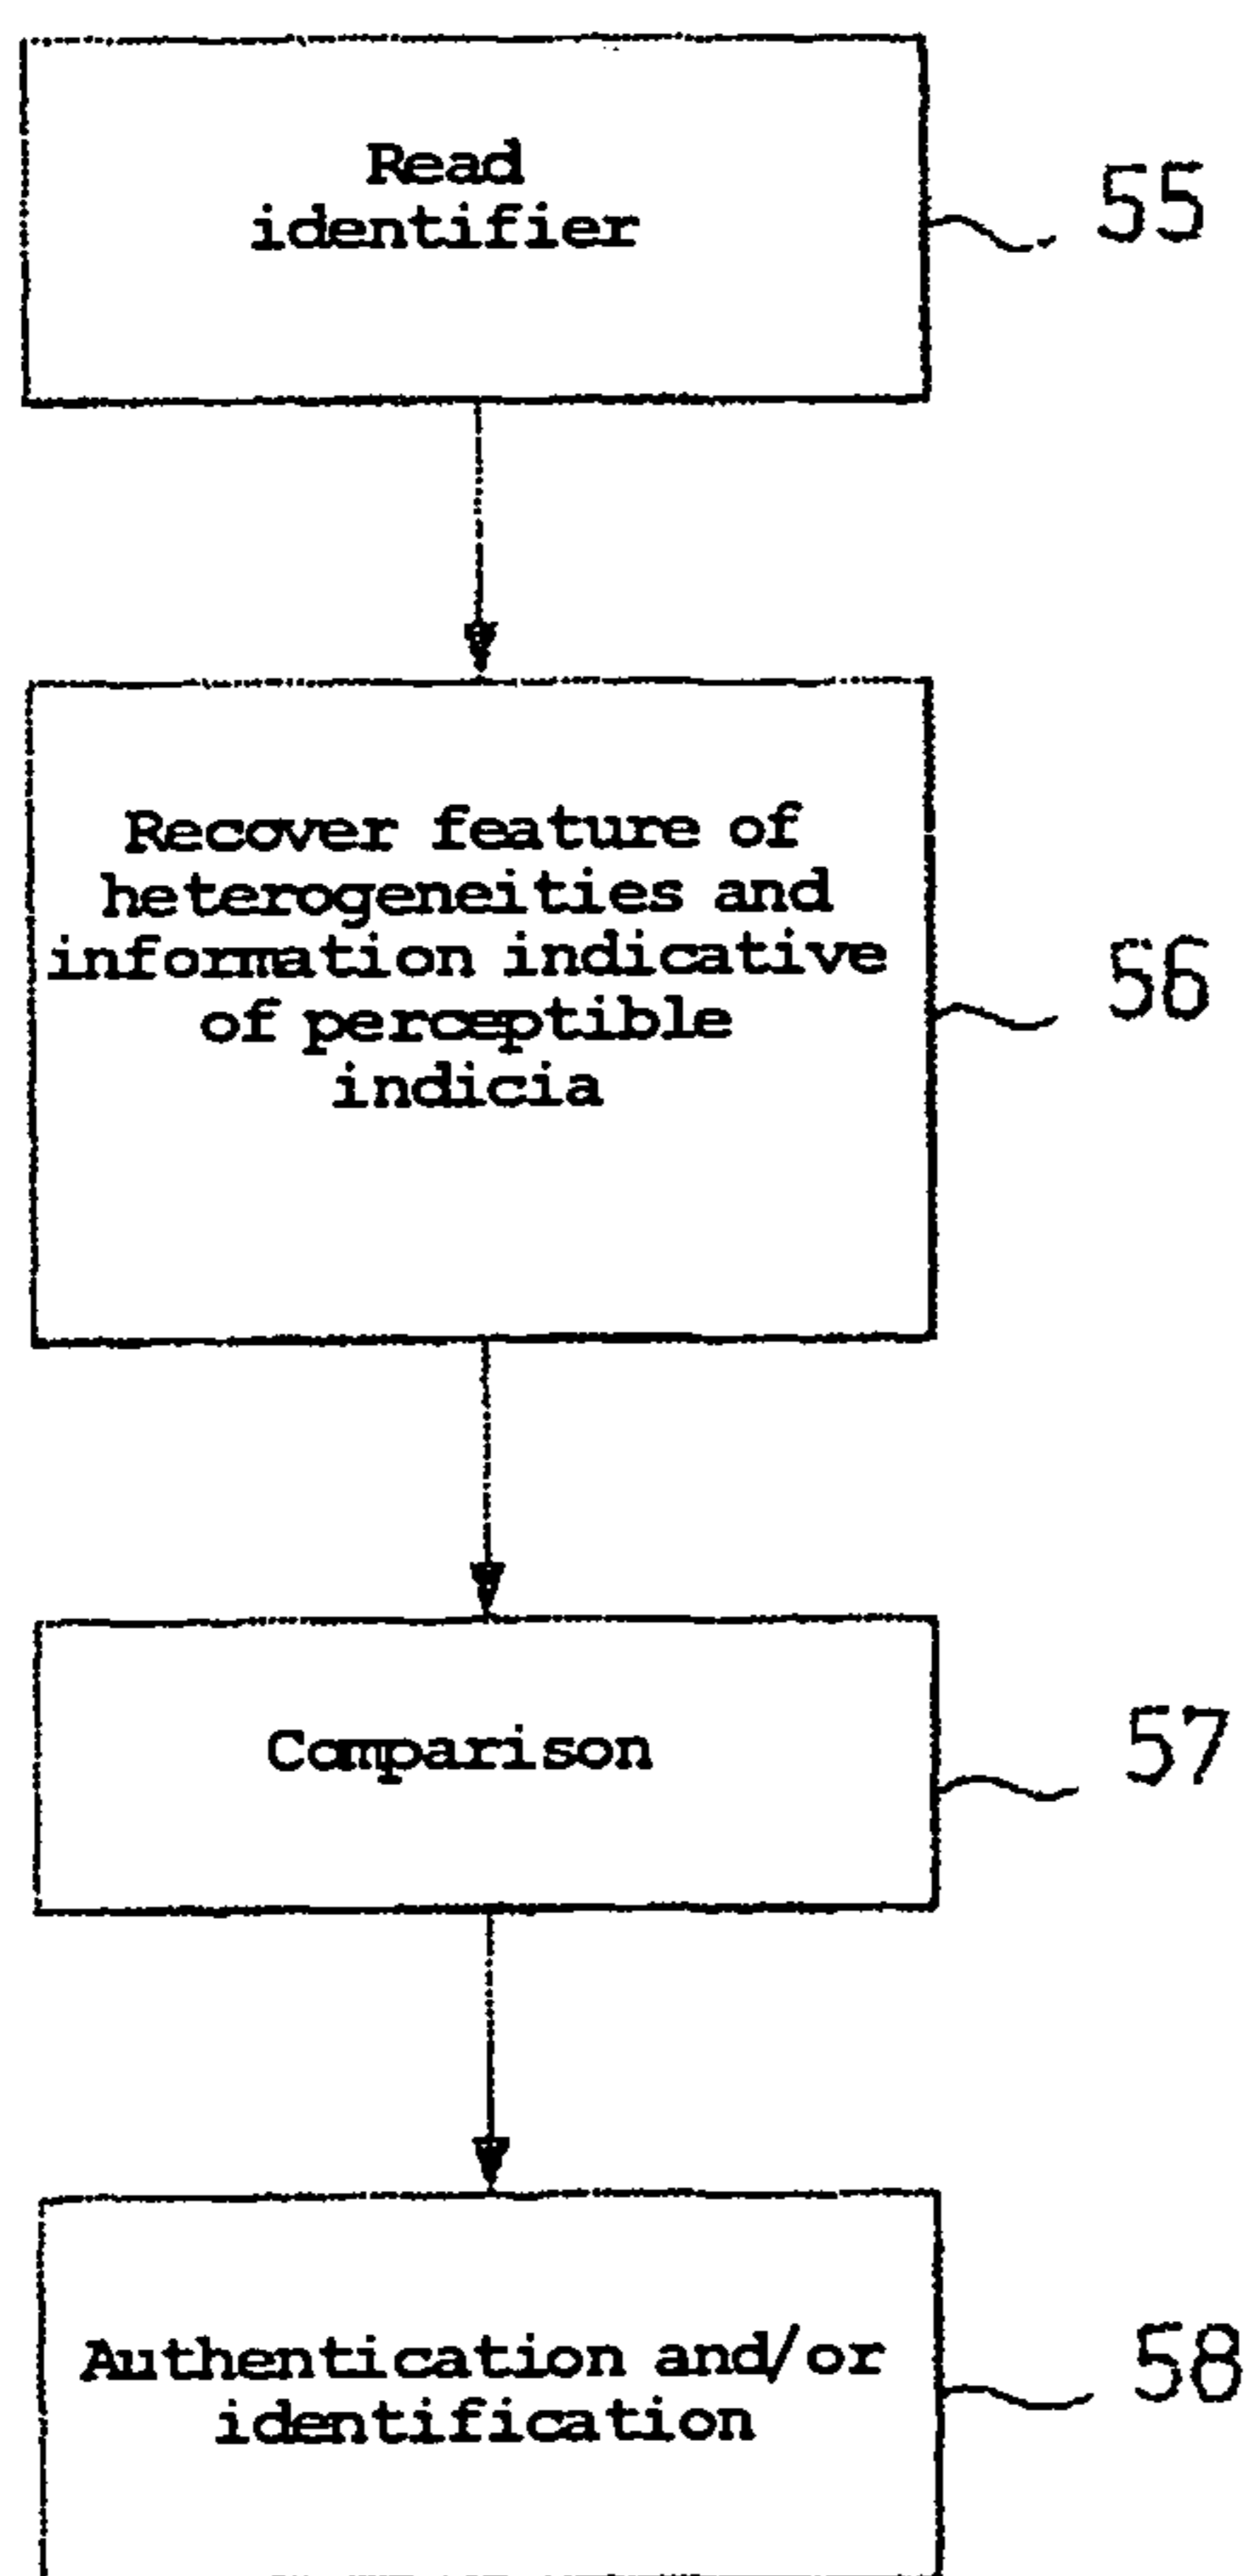 Read
identifier
55
Recover feature of
heterogeneities and
information indicative
of perceptible
indicia
56
Comparison
57
Authentication and/or
identification
58